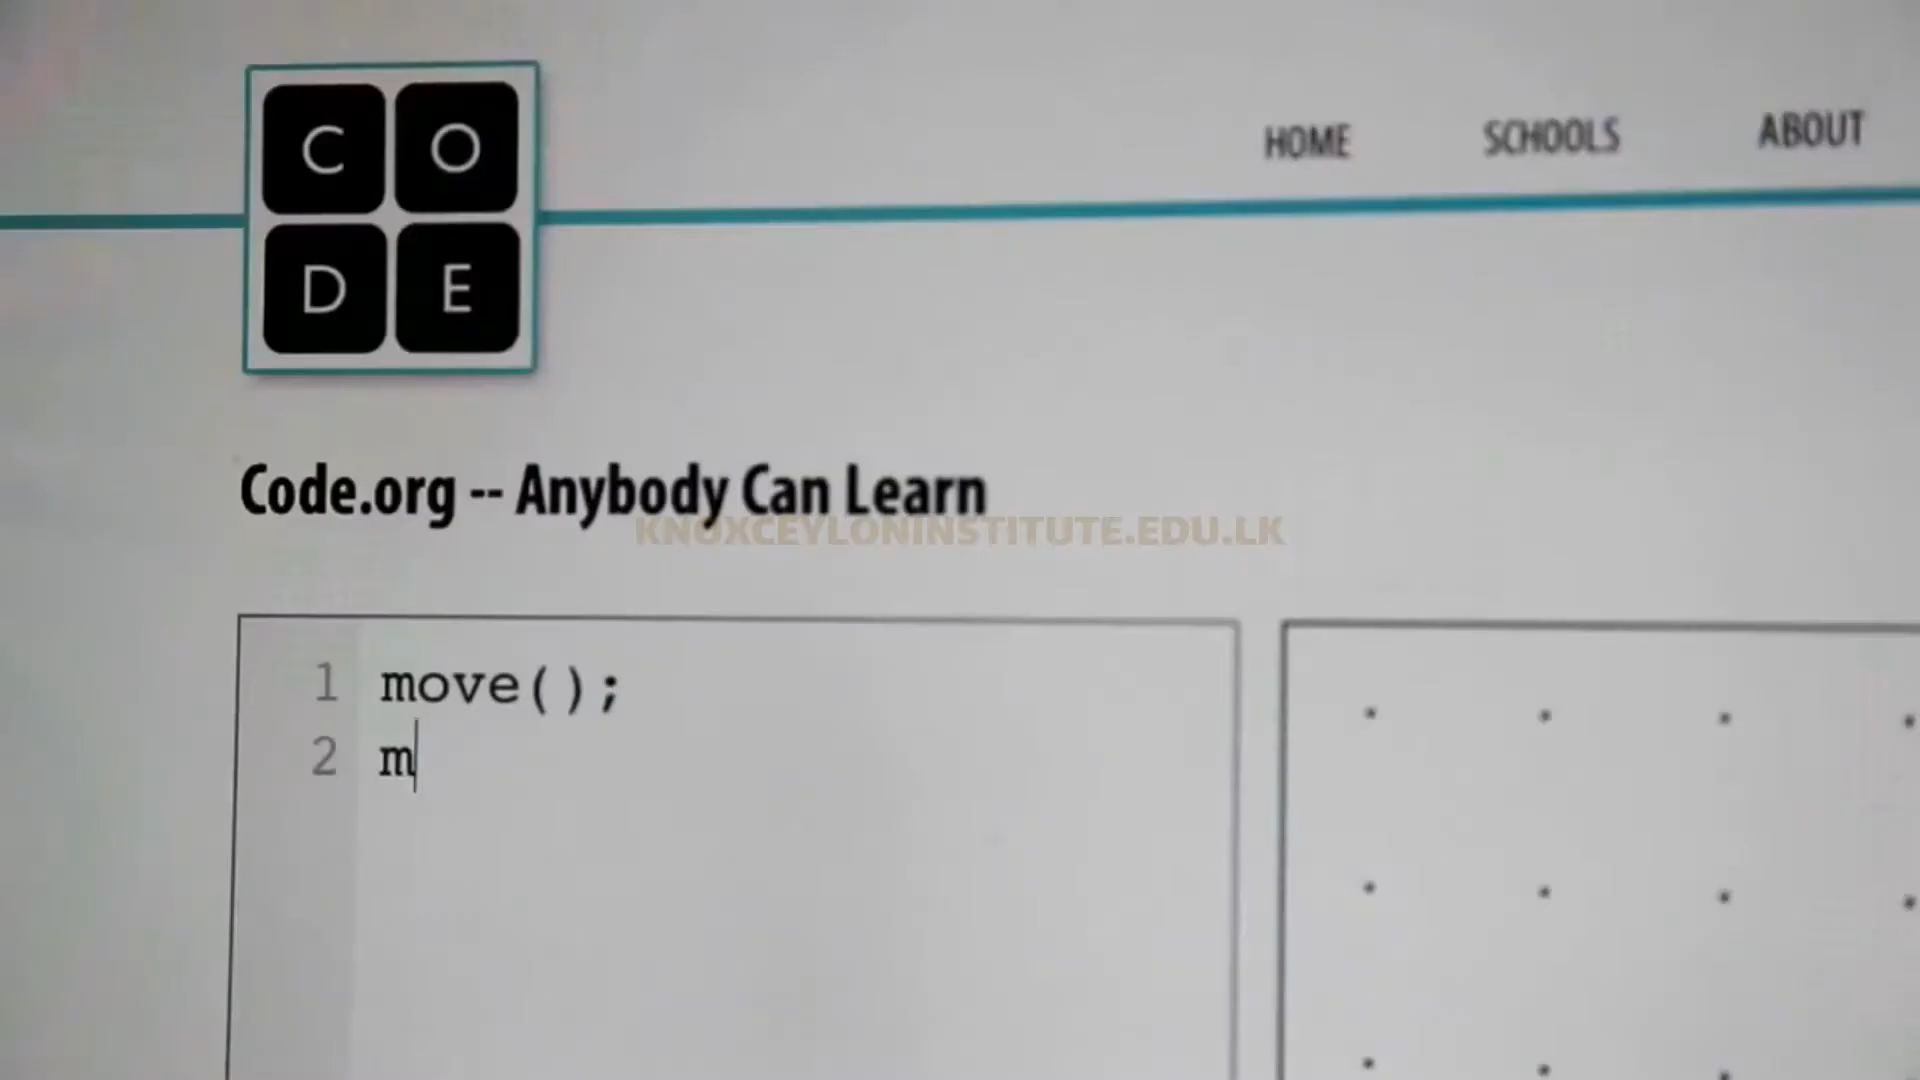 C O
D E
HOME SCHOOLS ABOUT
Code.org -- Anybody Can Learn
KNOXCEYLONINSTITUTE.EDU.LK
1 move();
2 m